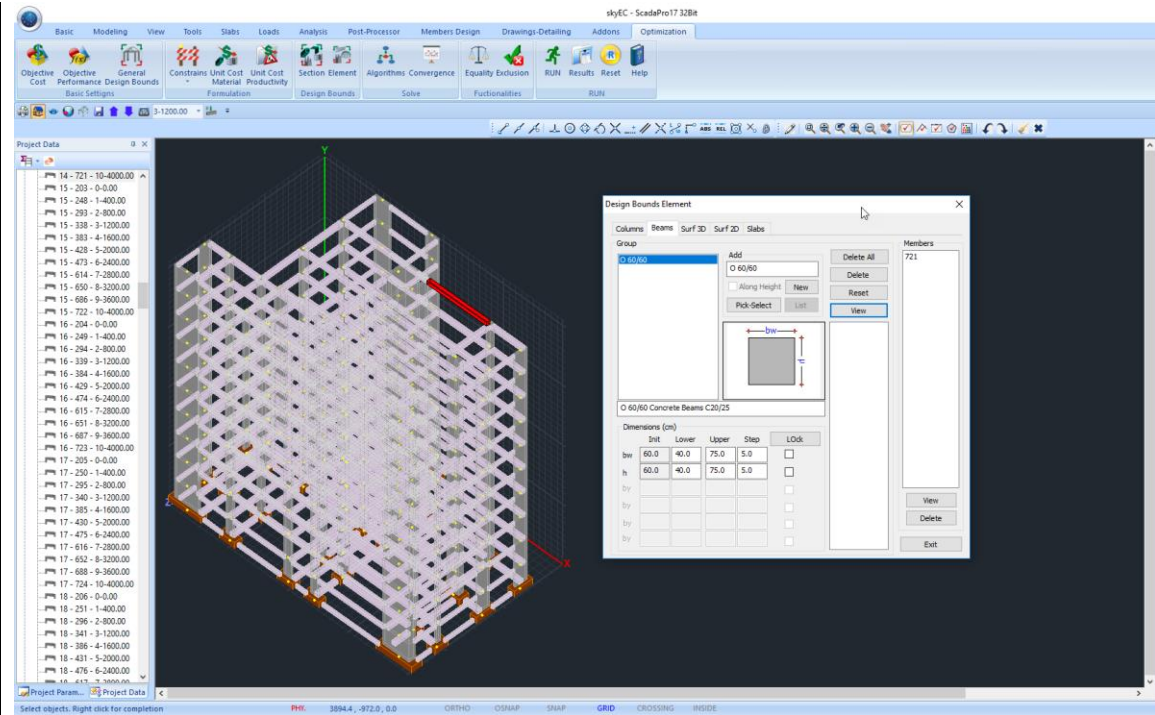 skyEC - ScadaPro17 32Bit
Basic Modeling View Tools Slabs Loads Analysis Post-Processor Members Design Drawings-Detailing Addons Optimization
Objective Cost Objective Performance General Design Bounds Constrains Unit Cost Material Unit Cost Productivity Section Element Algorithms Convergence Equality Exclusion RUN Results Reset Help
Basic Settigns Formulation Design Bounds Solve Fuctionalities RUN
3-1200.00
ABS REL
Project Data
14 - 721 - 10-4000.00
15 - 203 - 0-0.00
15 - 248 - 1-400.00
15 - 293 - 2-800.00
15 - 338 - 3-1200.00
15 - 383 - 4-1600.00
15 - 428 - 5-2000.00
15 - 473 - 6-2400.00
15 - 614 - 7-2800.00
15 - 650 - 8-3200.00
15 - 686 - 9-3600.00
15 - 722 - 10-4000.00
16 - 204 - 0-0.00
16 - 249 - 1-400.00
16 - 294 - 2-800.00
16 - 339 - 3-1200.00
16 - 384 - 4-1600.00
16 - 429 - 5-2000.00
16 - 474 - 6-2400.00
16 - 615 - 7-2800.00
16 - 651 - 8-3200.00
16 - 687 - 9-3600.00
16 - 723 - 10-4000.00
17 - 205 - 0-0.00
17 - 250 - 1-400.00
17 - 295 - 2-800.00
17 - 340 - 3-1200.00
17 - 385 - 4-1600.00
17 - 430 - 5-2000.00
17 - 475 - 6-2400.00
17 - 616 - 7-2800.00
17 - 652 - 8-3200.00
17 - 688 - 9-3600.00
17 - 724 - 10-4000.00
18 - 206 - 0-0.00
18 - 251 - 1-400.00
18 - 296 - 2-800.00
18 - 341 - 3-1200.00
18 - 386 - 4-1600.00
18 - 431 - 5-2000.00
18 - 476 - 6-2400.00
18 - 617 - 7-2800.00
Project Param... Project Data
Y
Z
X
Design Bounds Element
Columns Beams Surf 3D Surf 2D Slabs
Group
O 60/60
Add
O 60/60
Along Height New
Pick-Select List
Delete All
Delete
Reset
View
Members
721
bw
h
O 60/60 Concrete Beams C20/25
Dimensions (cm)
Init Lower Upper Step LOck
bw 60.0 40.0 75.0 5.0
h 60.0 40.0 75.0 5.0
by
by
by
by
View
Delete
Exit
Select objects. Right click for completion PHY. 3894.4 , -972.0 , 0.0 ORTHO OSNAP SNAP GRID CROSSING INSIDE